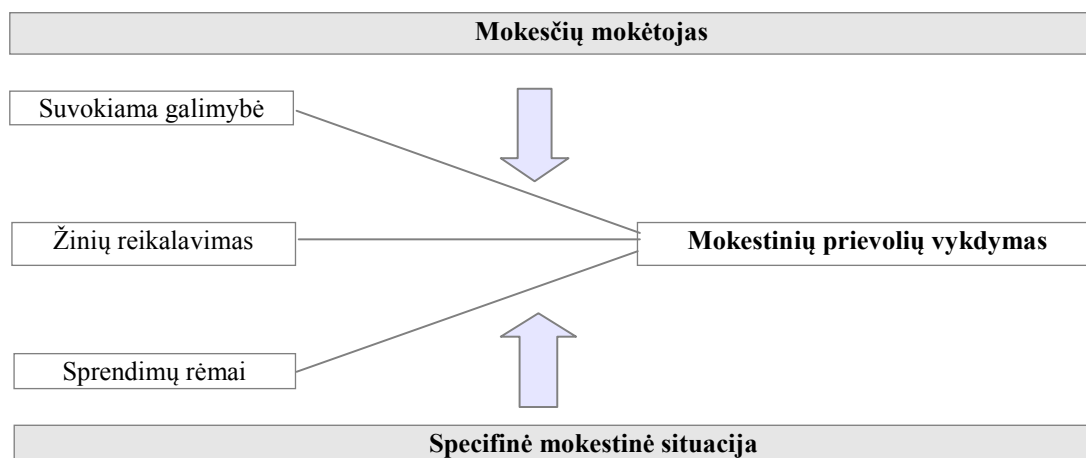 Mokesčių mokėtojas
Suvokiama galimybė
Žinių reikalavimas
Mokestinių prievolių vykdymas
Sprendimų rėmai
Specifinė mokestinė situacija